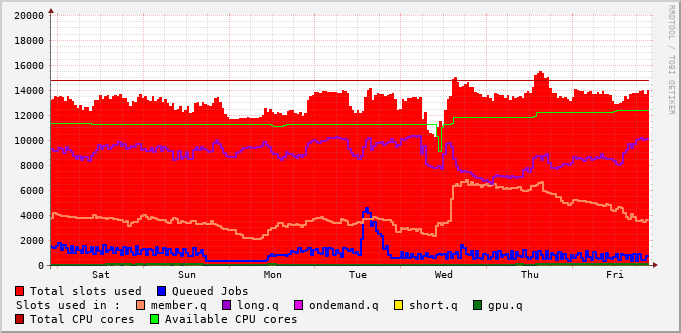 20000
18000
16000
14000
12000
10000
8000
6000
4000
2000
0
Sat Sun Mon Tue Wed Thu Fri
Total slots used Queued Jobs
Slots used in : member.q long.q ondemand.q short.q gpu.q
Total CPU cores Available CPU cores
RRDTOOL / TOBI OETIKER